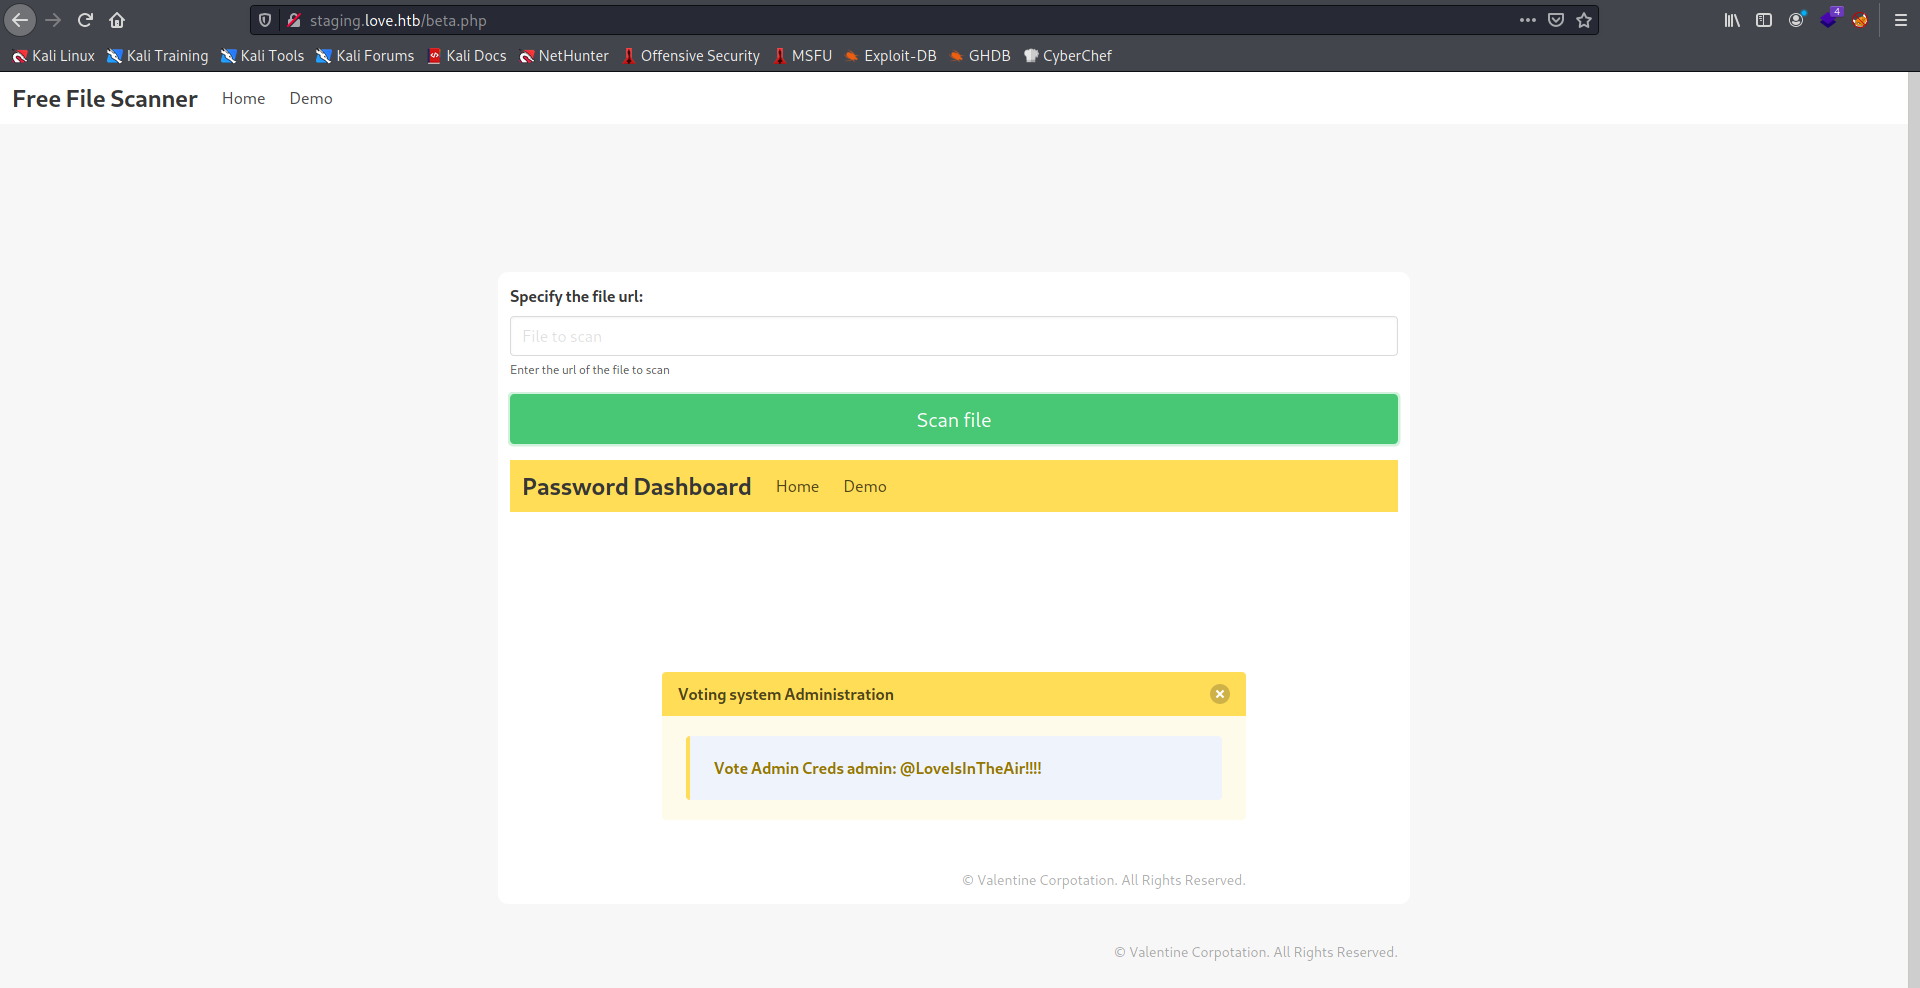 staging.love.htb/beta.php
4
Kali Linux Kali Training Kali Tools Kali Forums Kali Docs NetHunter Offensive Security MSFU Exploit-DB GHDB CyberChef
Free File Scanner Home Demo
Specify the file url:
File to scan
Enter the url of the file to scan
Scan file
Password Dashboard Home Demo
Voting system Administration
Vote Admin Creds admin: @LoveIsInTheAir!!!!
© Valentine Corpotation. All Rights Reserved.
© Valentine Corpotation. All Rights Reserved.